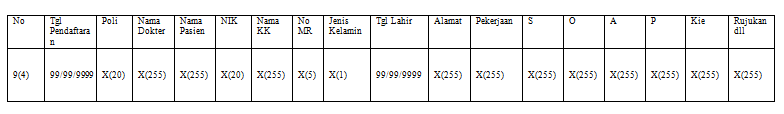 No Tgl Poli Nama Nama NIK Nama No Jenis Tgl Lahir Alamat Pekerjaan S O A P Kie Rujukan
Pendaftara Dokter Pasien KK MR Kelamin dll
n
9(4) 99/99/9999 X(20) X(255) X(255) X(20) X(255) X(5) X(1) 99/99/9999 X(255) X(255) X(255) X(255) X(255) X(255) X(255) X(255)